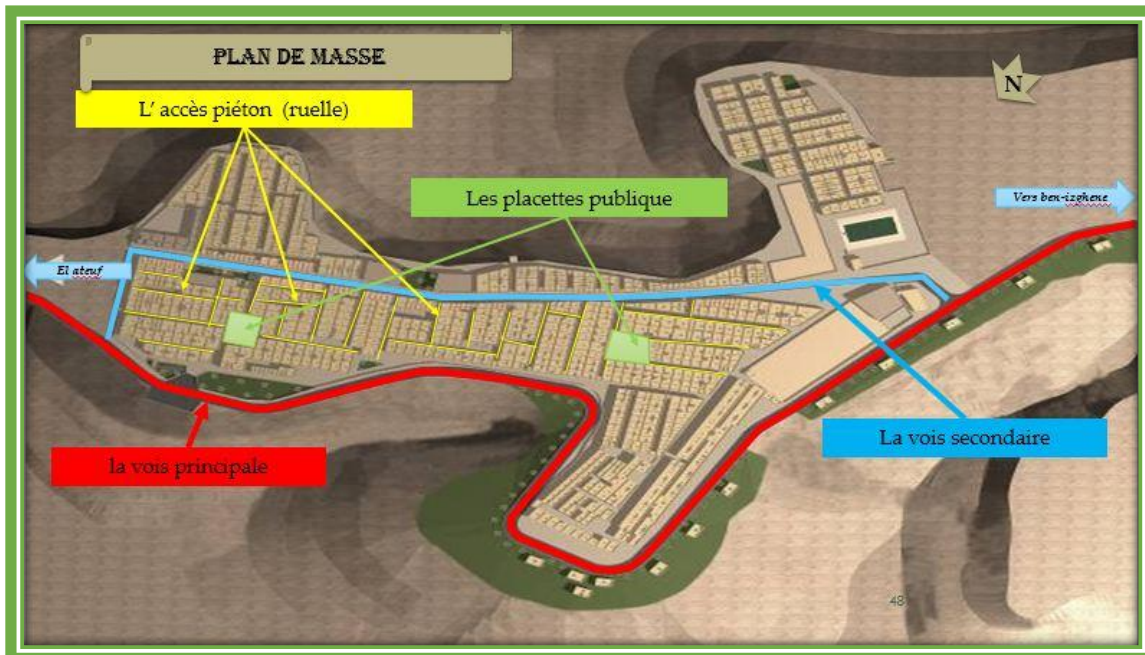 PLAN DE MASSE
N
L' accès piéton (ruelle)
Les placettes publique
Vers ben-izghene
El ateuf
La vois secondaire
la vois principale
48